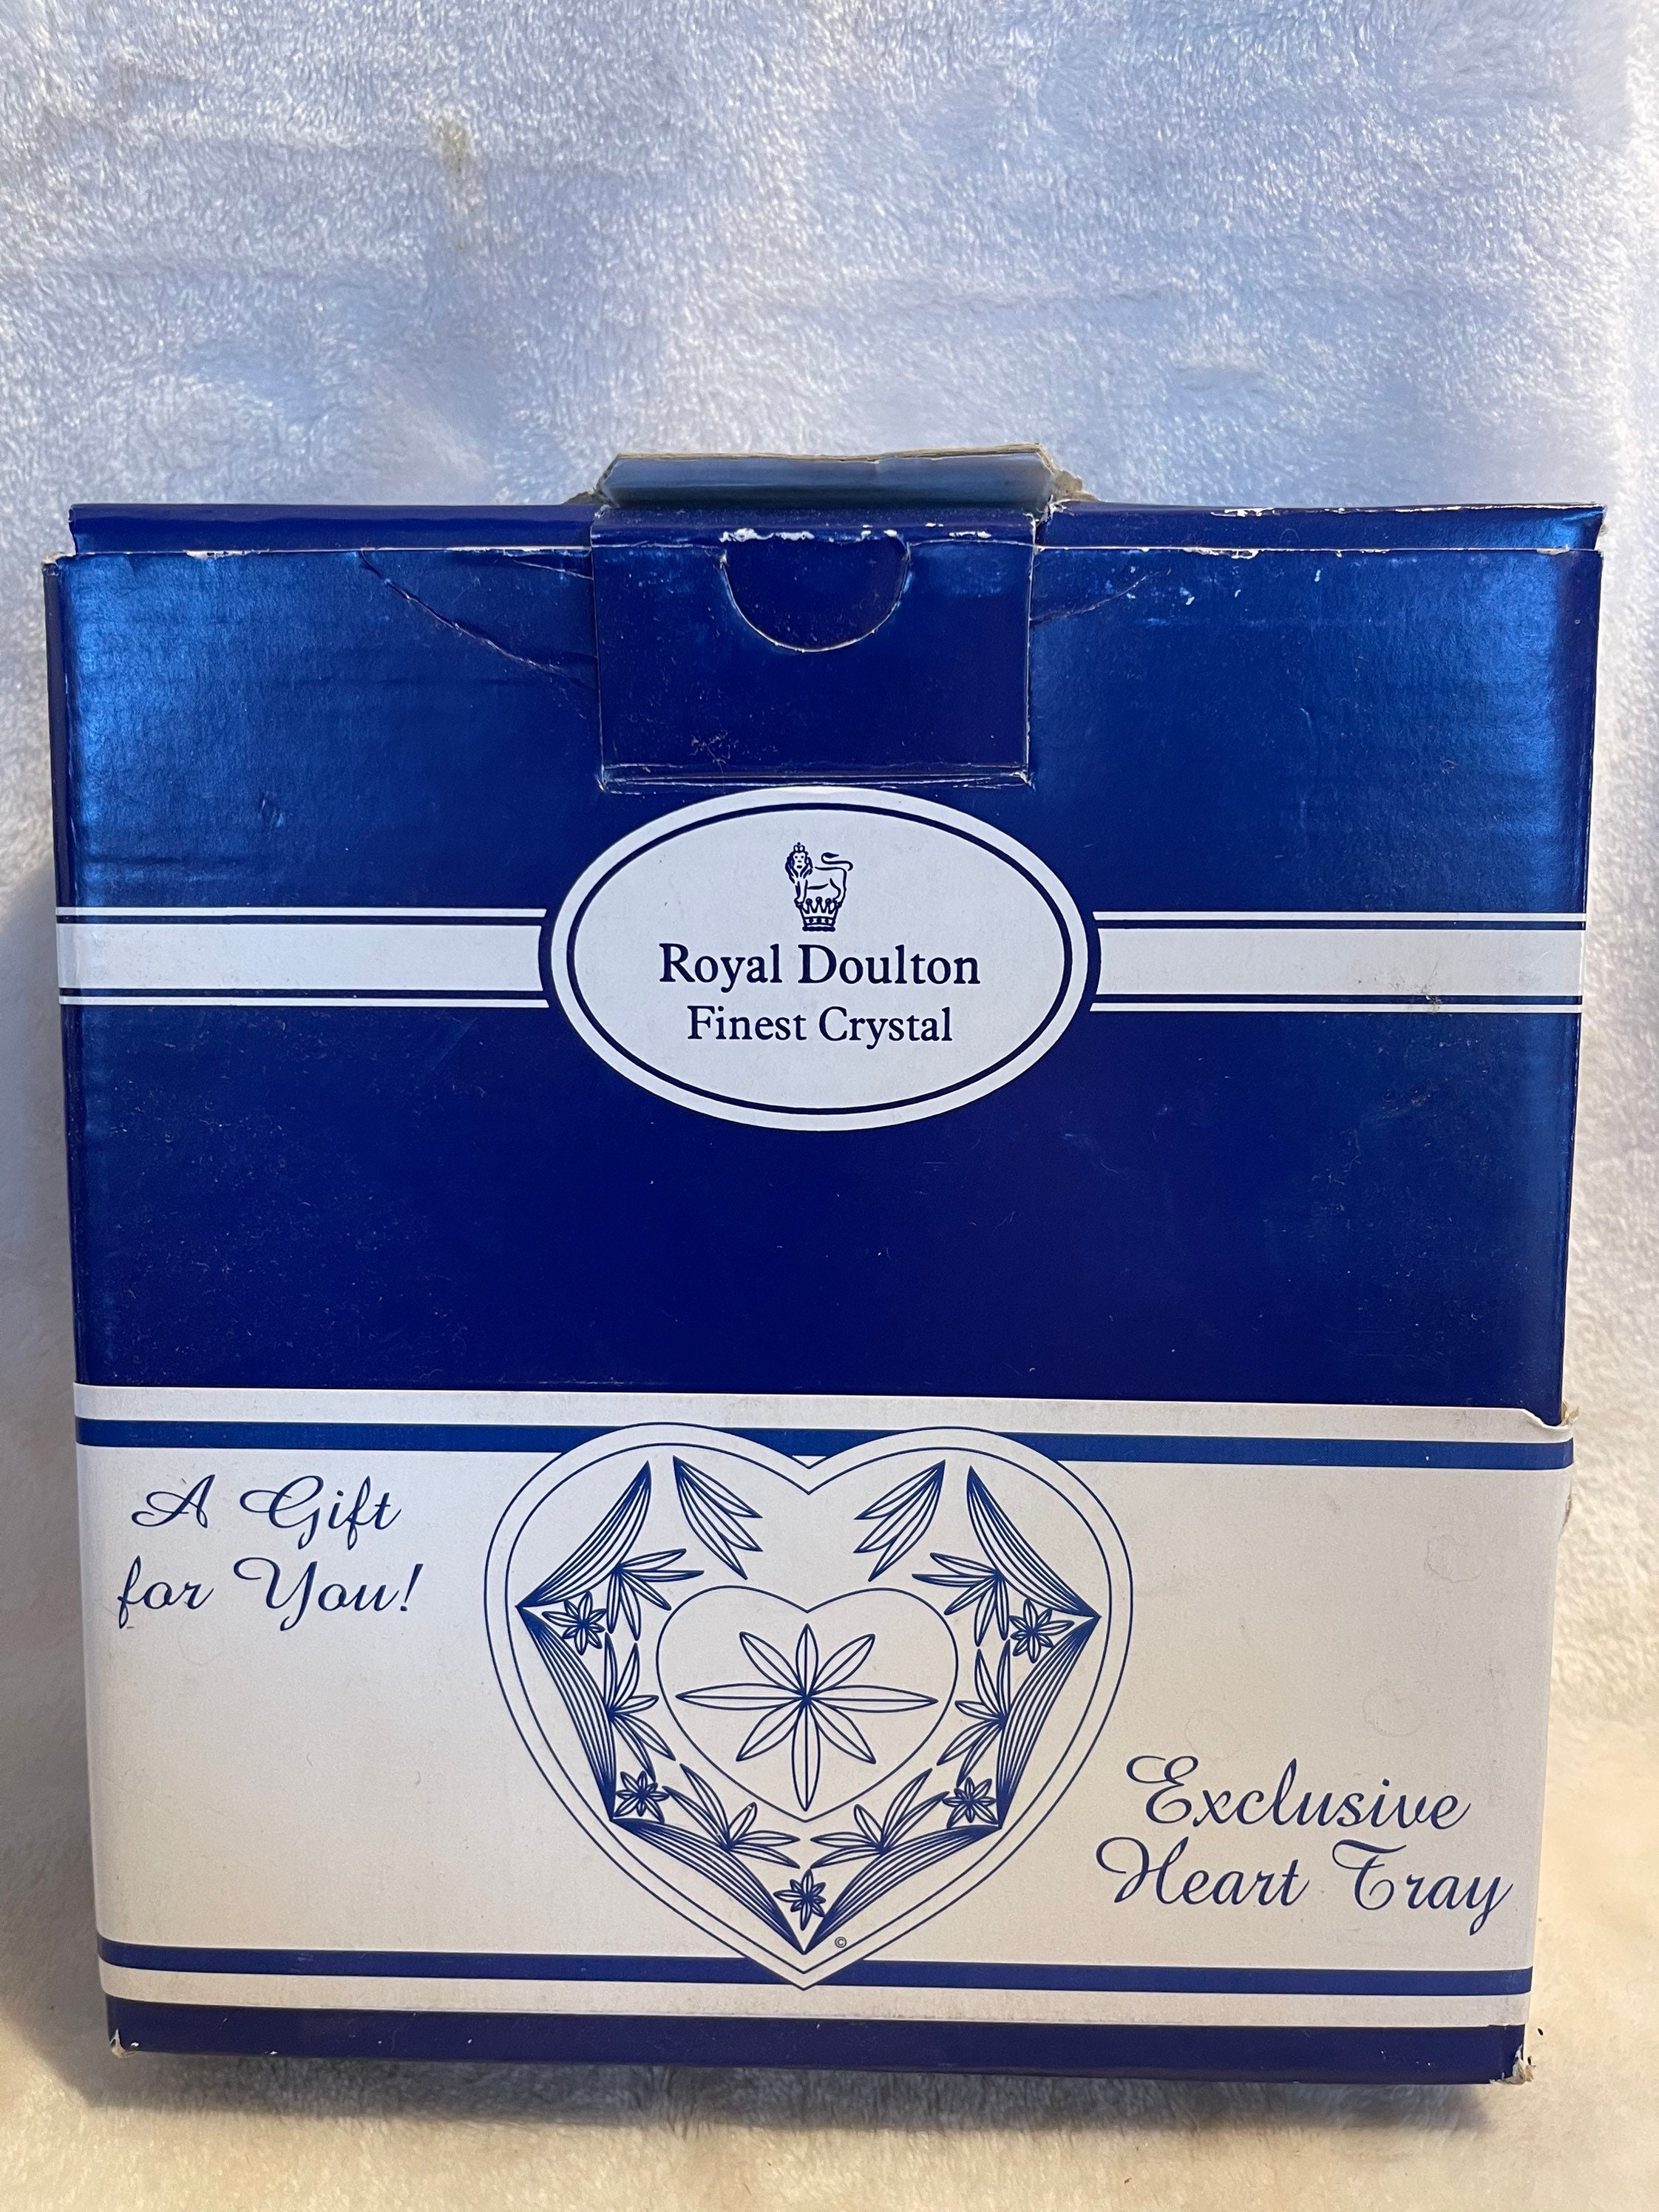 Royal Doulton
Finest Crystal
A Gift
for You!
Exclusive
Heart Tray
©